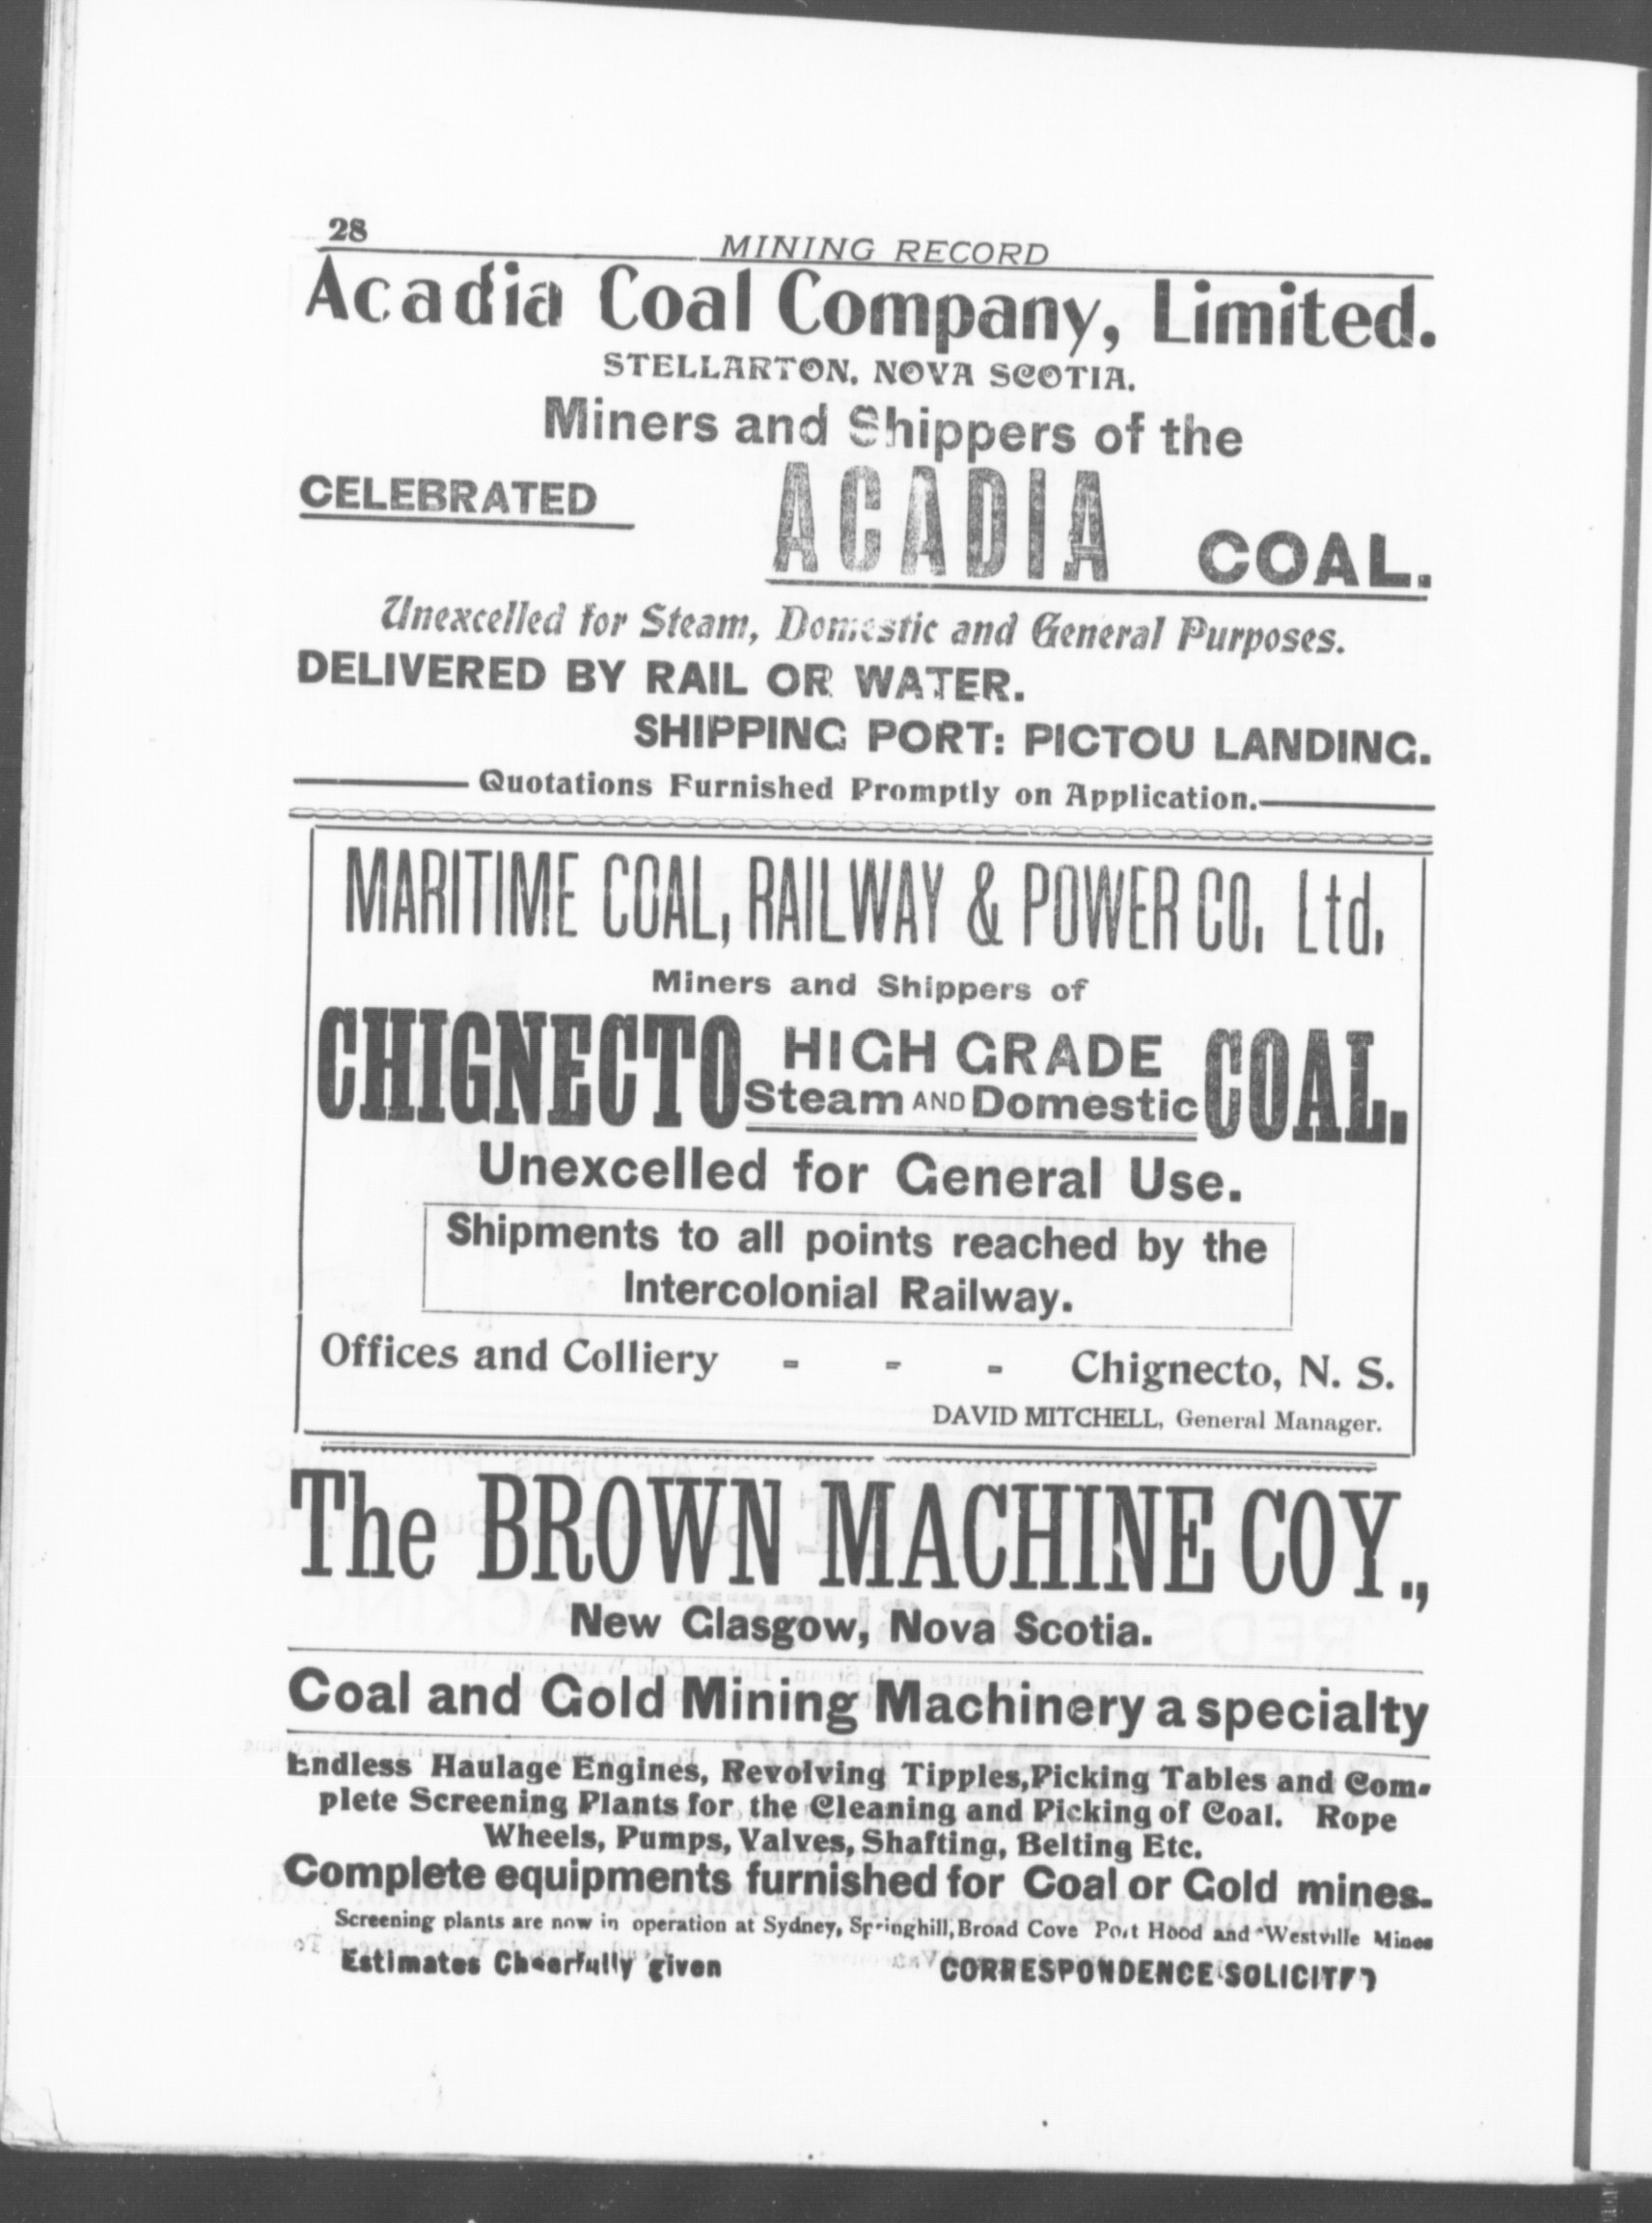 28
MINING RECORD
Acadia Coal Company, Limited.
STELLARTON, NOVA SCOTIA.
Miners and Shippers of the
CELEBRATED ACADIA COAL.
Unexcelled for Steam, Domestic and General Purposes.
DELIVERED BY RAIL OR WATER.
SHIPPING PORT: PICTOU LANDING.
Quotations Furnished Promptly on Application.
MARITIME COAL, RAILWAY & POWER CO. Ltd.
Miners and Shippers of
CHIGNECTO HIGH GRADE Steam AND Domestic COAL.
Unexcelled for General Use.
Shipments to all points reached by the
Intercolonial Railway.
Offices and Colliery - - - Chignecto, N. S.
DAVID MITCHELL, General Manager.
The BROWN MACHINE COY.,
New Glasgow, Nova Scotia.
Coal and Gold Mining Machinery a specialty
Endless Haulage Engines, Revolving Tipples, Picking Tables and Com-
plete Screening Plants for the Cleaning and Picking of Coal. Rope
Wheels, Pumps, Valves, Shafting, Belting Etc.
Complete equipments furnished for Coal or Gold mines.
Screening plants are now in operation at Sydney, Springhill, Broad Cove Port Hood and Westville Mines
Estimates Cheerfully given CORRESPONDENCE SOLICITED